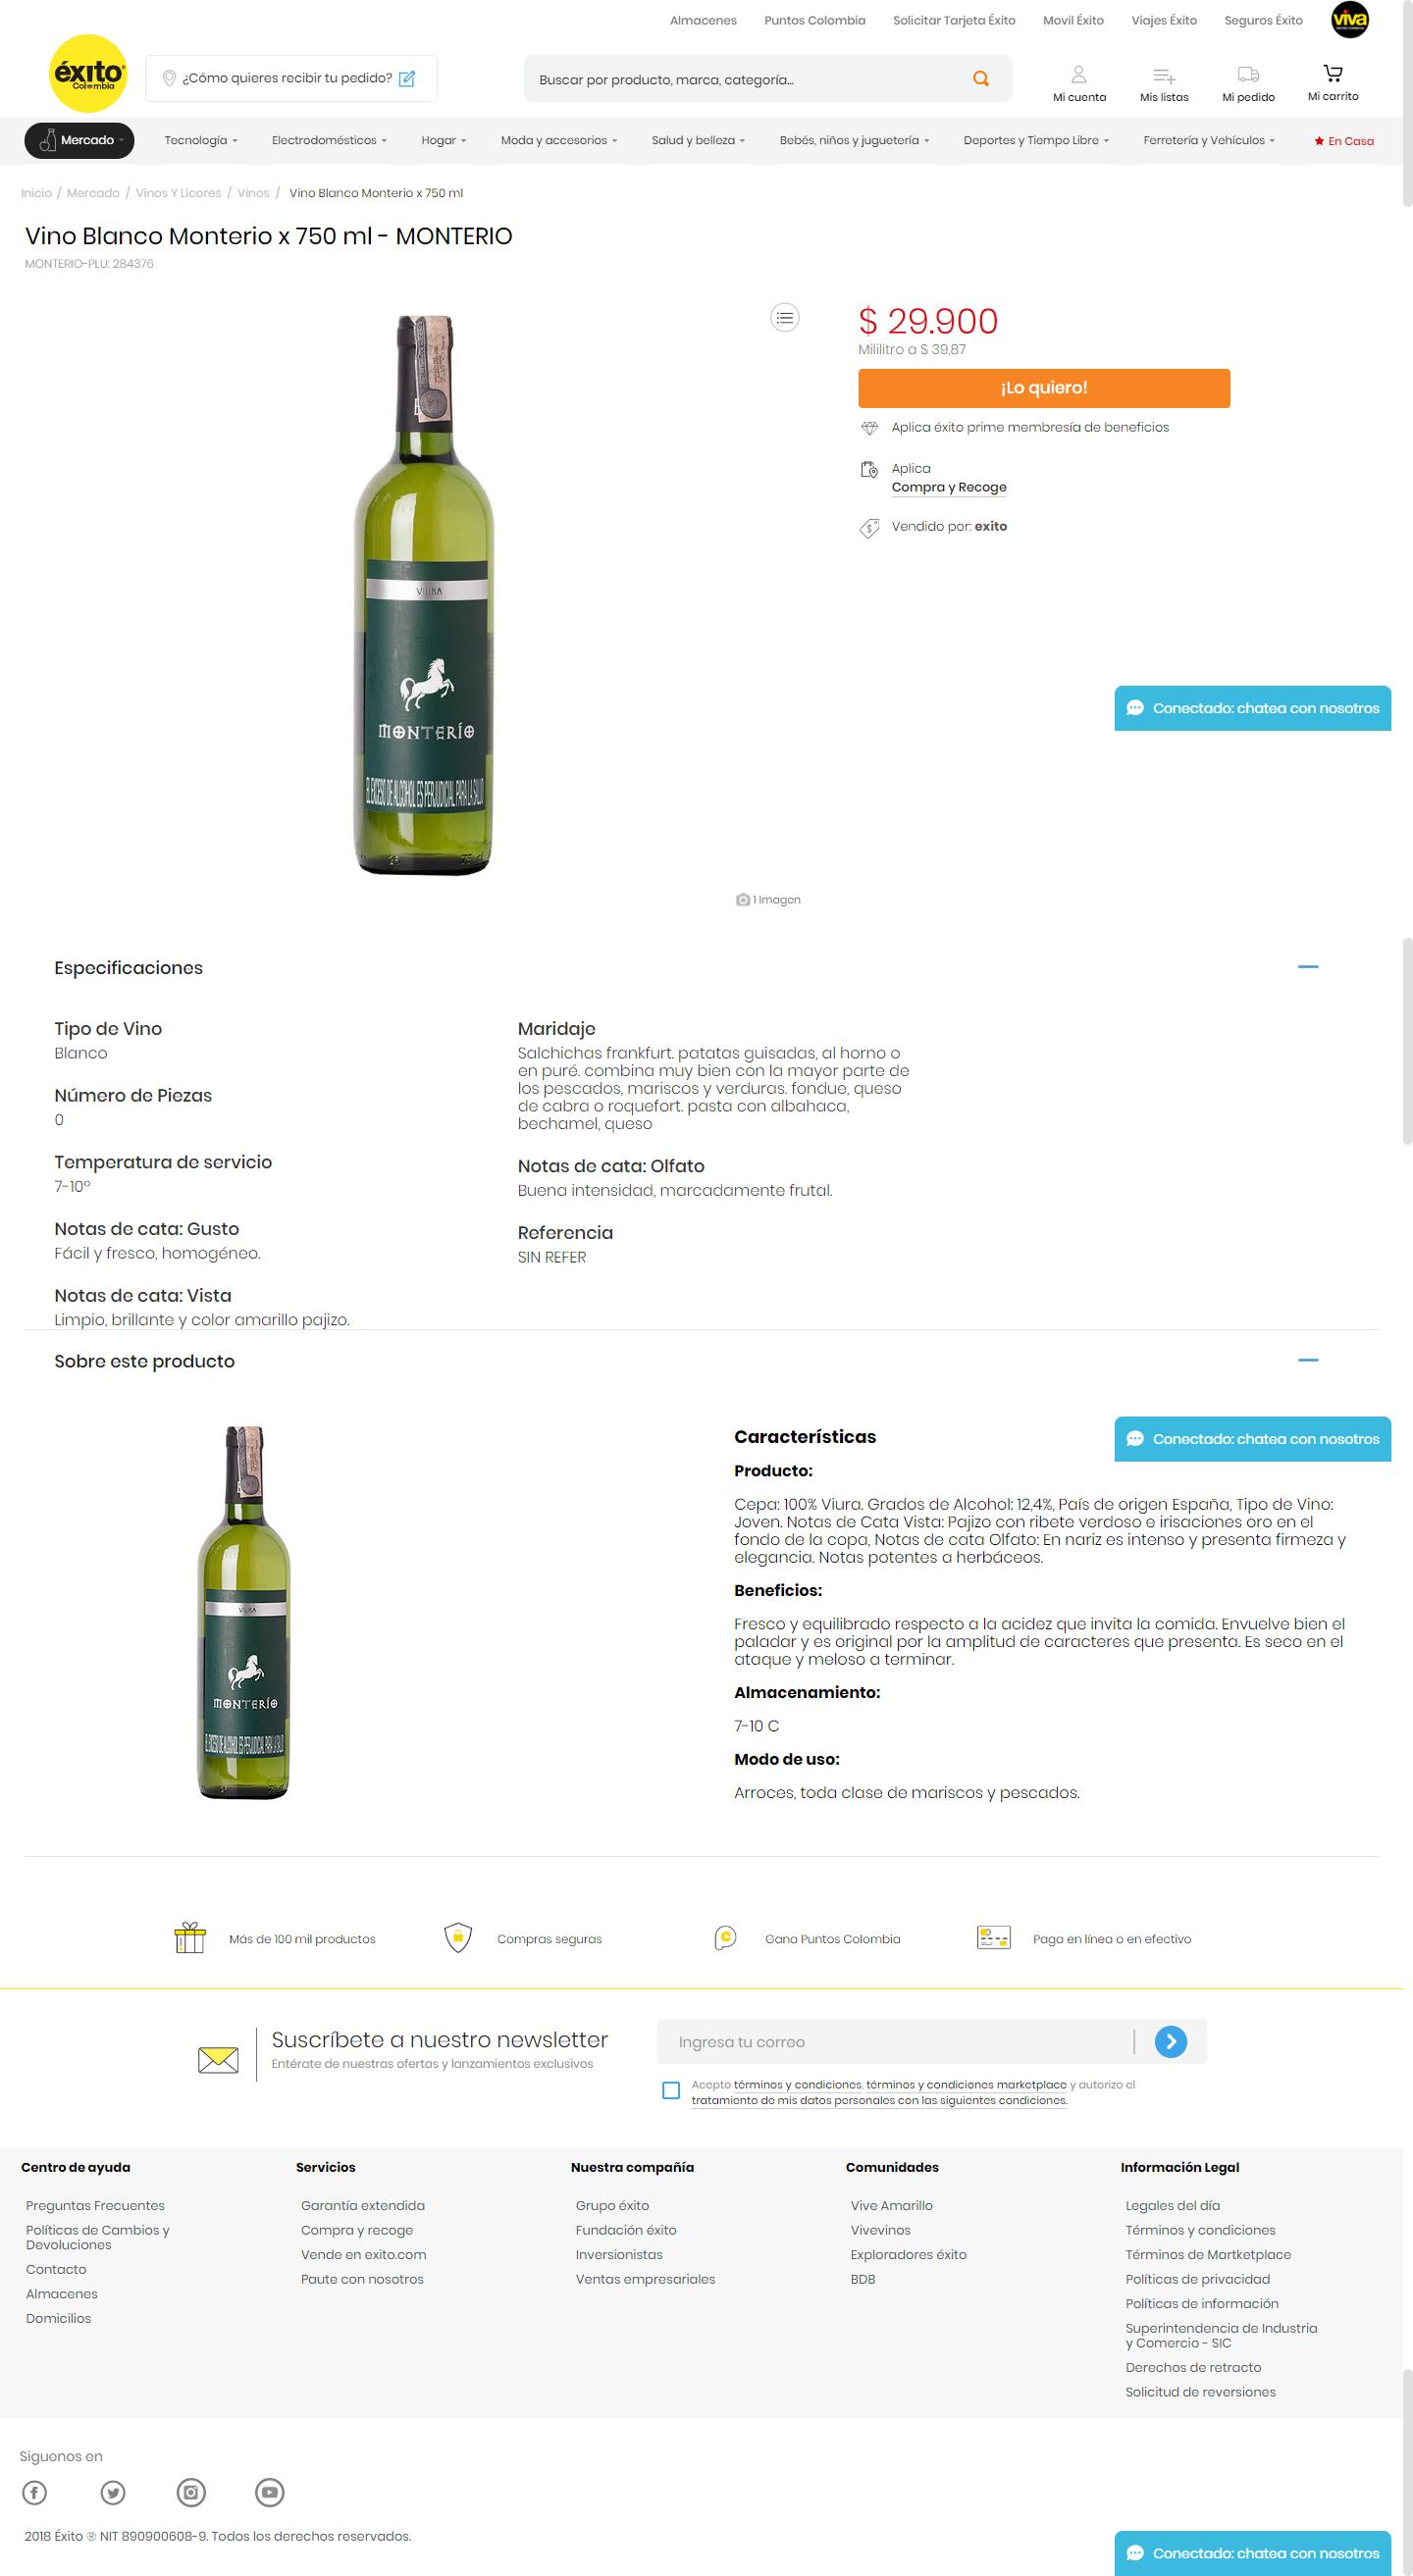 Almacenes Puntos Colombia Solicitar Tarjeta Éxito Movil Éxito Viajes Éxito Seguros Éxito viva
éxito
Colombia
¿Cómo quieres recibir tu pedido?
Buscar por producto, marca, categoría...
Mi cuenta Mis listas Mi pedido Mi carrito
Mercado Tecnología Electrodomésticos Hogar Moda y accesorios Salud y belleza Bebés, niños y juguetería Deportes y Tiempo Libre Ferretería y Vehículos En Casa
Inicio / Mercado / Vinos Y Licores / Vinos / Vino Blanco Monterio x 750 ml
Vino Blanco Monterio x 750 ml - MONTERIO
MONTERIO-PLU: 284376
$ 29.900
Mililitro a $ 39,87
¡Lo quiero!
Aplica éxito prime membresía de beneficios
Aplica
Compra y Recoge
Vendido por: exito
VIURA
MONTERÍO
EL EXCESO DE ALCOHOL ES PERJUDICIAL PARA LA SALUD
Conectado: chatea con nosotros
1 Imagen
Especificaciones
Tipo de Vino
Blanco
Número de Piezas
0
Temperatura de servicio
7-10°
Notas de cata: Gusto
Fácil y fresco, homogéneo.
Notas de cata: Vista
Limpio, brillante y color amarillo pajizo.
Maridaje
Salchichas frankfurt. patatas guisadas, al horno o
en puré. combina muy bien con la mayor parte de
los pescados, mariscos y verduras. fondue, queso
de cabra o roquefort. pasta con albahaca,
bechamel, queso
Notas de cata: Olfato
Buena intensidad, marcadamente frutal.
Referencia
SIN REFER
Sobre este producto
VIURA
MONTERÍO
EL EXCESO DE ALCOHOL ES PERJUDICIAL PARA LA SALUD
Conectado: chatea con nosotros
Características
Producto:
Cepa: 100% Viura. Grados de Alcohol: 12,4%, País de origen España, Tipo de Vino:
Joven. Notas de Cata Vista: Pajizo con ribete verdoso e irisaciones oro en el
fondo de la copa, Notas de cata Olfato: En nariz es intenso y presenta firmeza y
elegancia. Notas potentes a herbáceos.
Beneficios:
Fresco y equilibrado respecto a la acidez que invita la comida. Envuelve bien el
paladar y es original por la amplitud de caracteres que presenta. Es seco en el
ataque y meloso a terminar.
Almacenamiento:
7-10 C
Modo de uso:
Arroces, toda clase de mariscos y pescados.
Más de 100 mil productos Compras seguras Gana Puntos Colombia Paga en línea o en efectivo
Suscríbete a nuestro newsletter
Entérate de nuestras ofertas y lanzamientos exclusivos
Ingresa tu correo
Acepto términos y condiciones, términos y condiciones marketplace y autorizo el
tratamiento de mis datos personales con las siguientes condiciones.
Centro de ayuda
Preguntas Frecuentes
Políticas de Cambios y
Devoluciones
Contacto
Almacenes
Domicilios
Servicios
Garantía extendida
Compra y recoge
Vende en exito.com
Paute con nosotros
Nuestra compañía
Grupo éxito
Fundación éxito
Inversionistas
Ventas empresariales
Comunidades
Vive Amarillo
Vivevinos
Exploradores éxito
BDB
Información Legal
Legales del día
Términos y condiciones
Términos de Martketplace
Políticas de privacidad
Políticas de información
Superintendencia de Industria
y Comercio - SIC
Derechos de retracto
Solicitud de reversiones
Siguenos en
2018 Éxito ® NIT 890900608-9. Todos los derechos reservados.
Conectado: chatea con nosotros